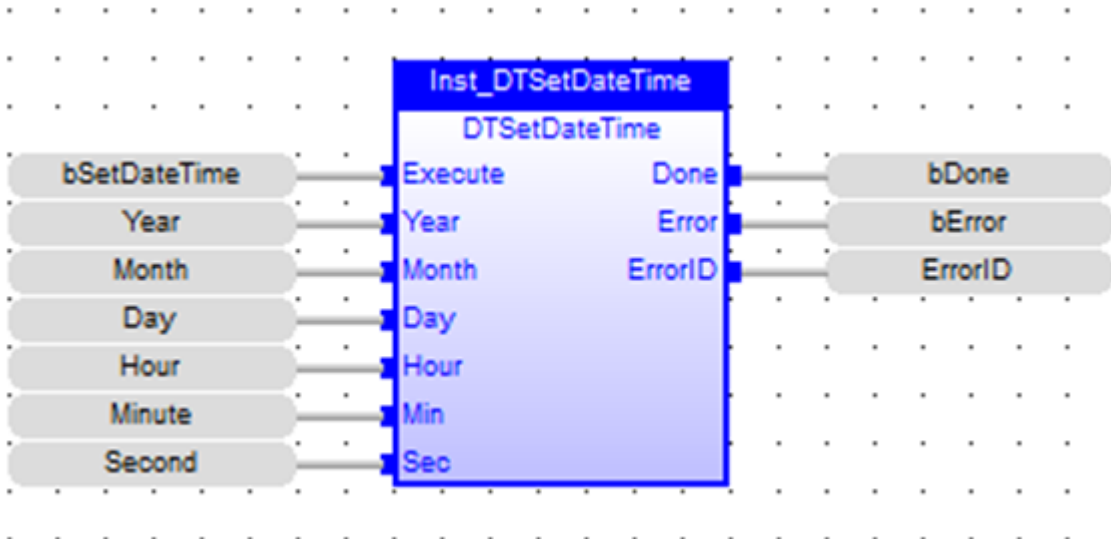 Inst_DTSetDateTime
DTSetDateTime
bSetDateTime Execute Done bDone
Year Year Error bError
Month Month ErrorID ErrorID
Day Day
Hour Hour
Minute Min
Second Sec